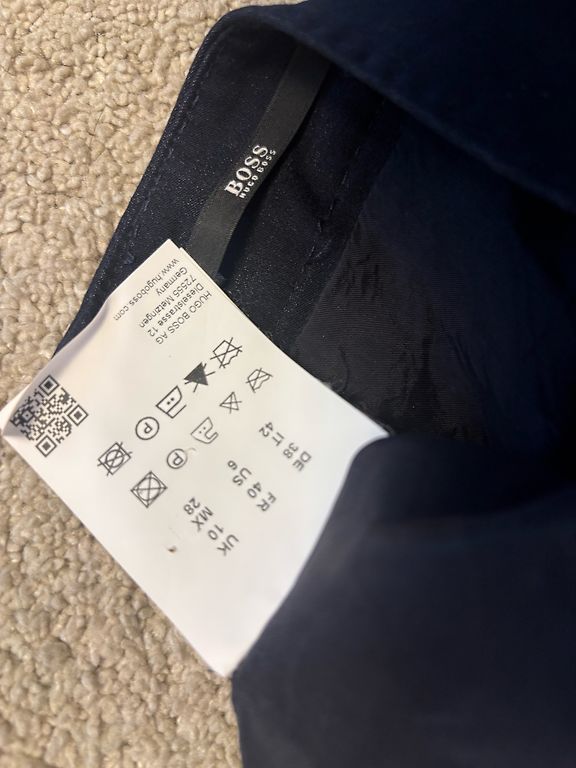 BOSS
HUGO BOSS
HUGO BOSS AG
Dieselstrasse 12
72555 Metzingen
Germany
www.hugoboss.com
DE FR UK
38 40 10
IT US MX
42 6 28
P
P